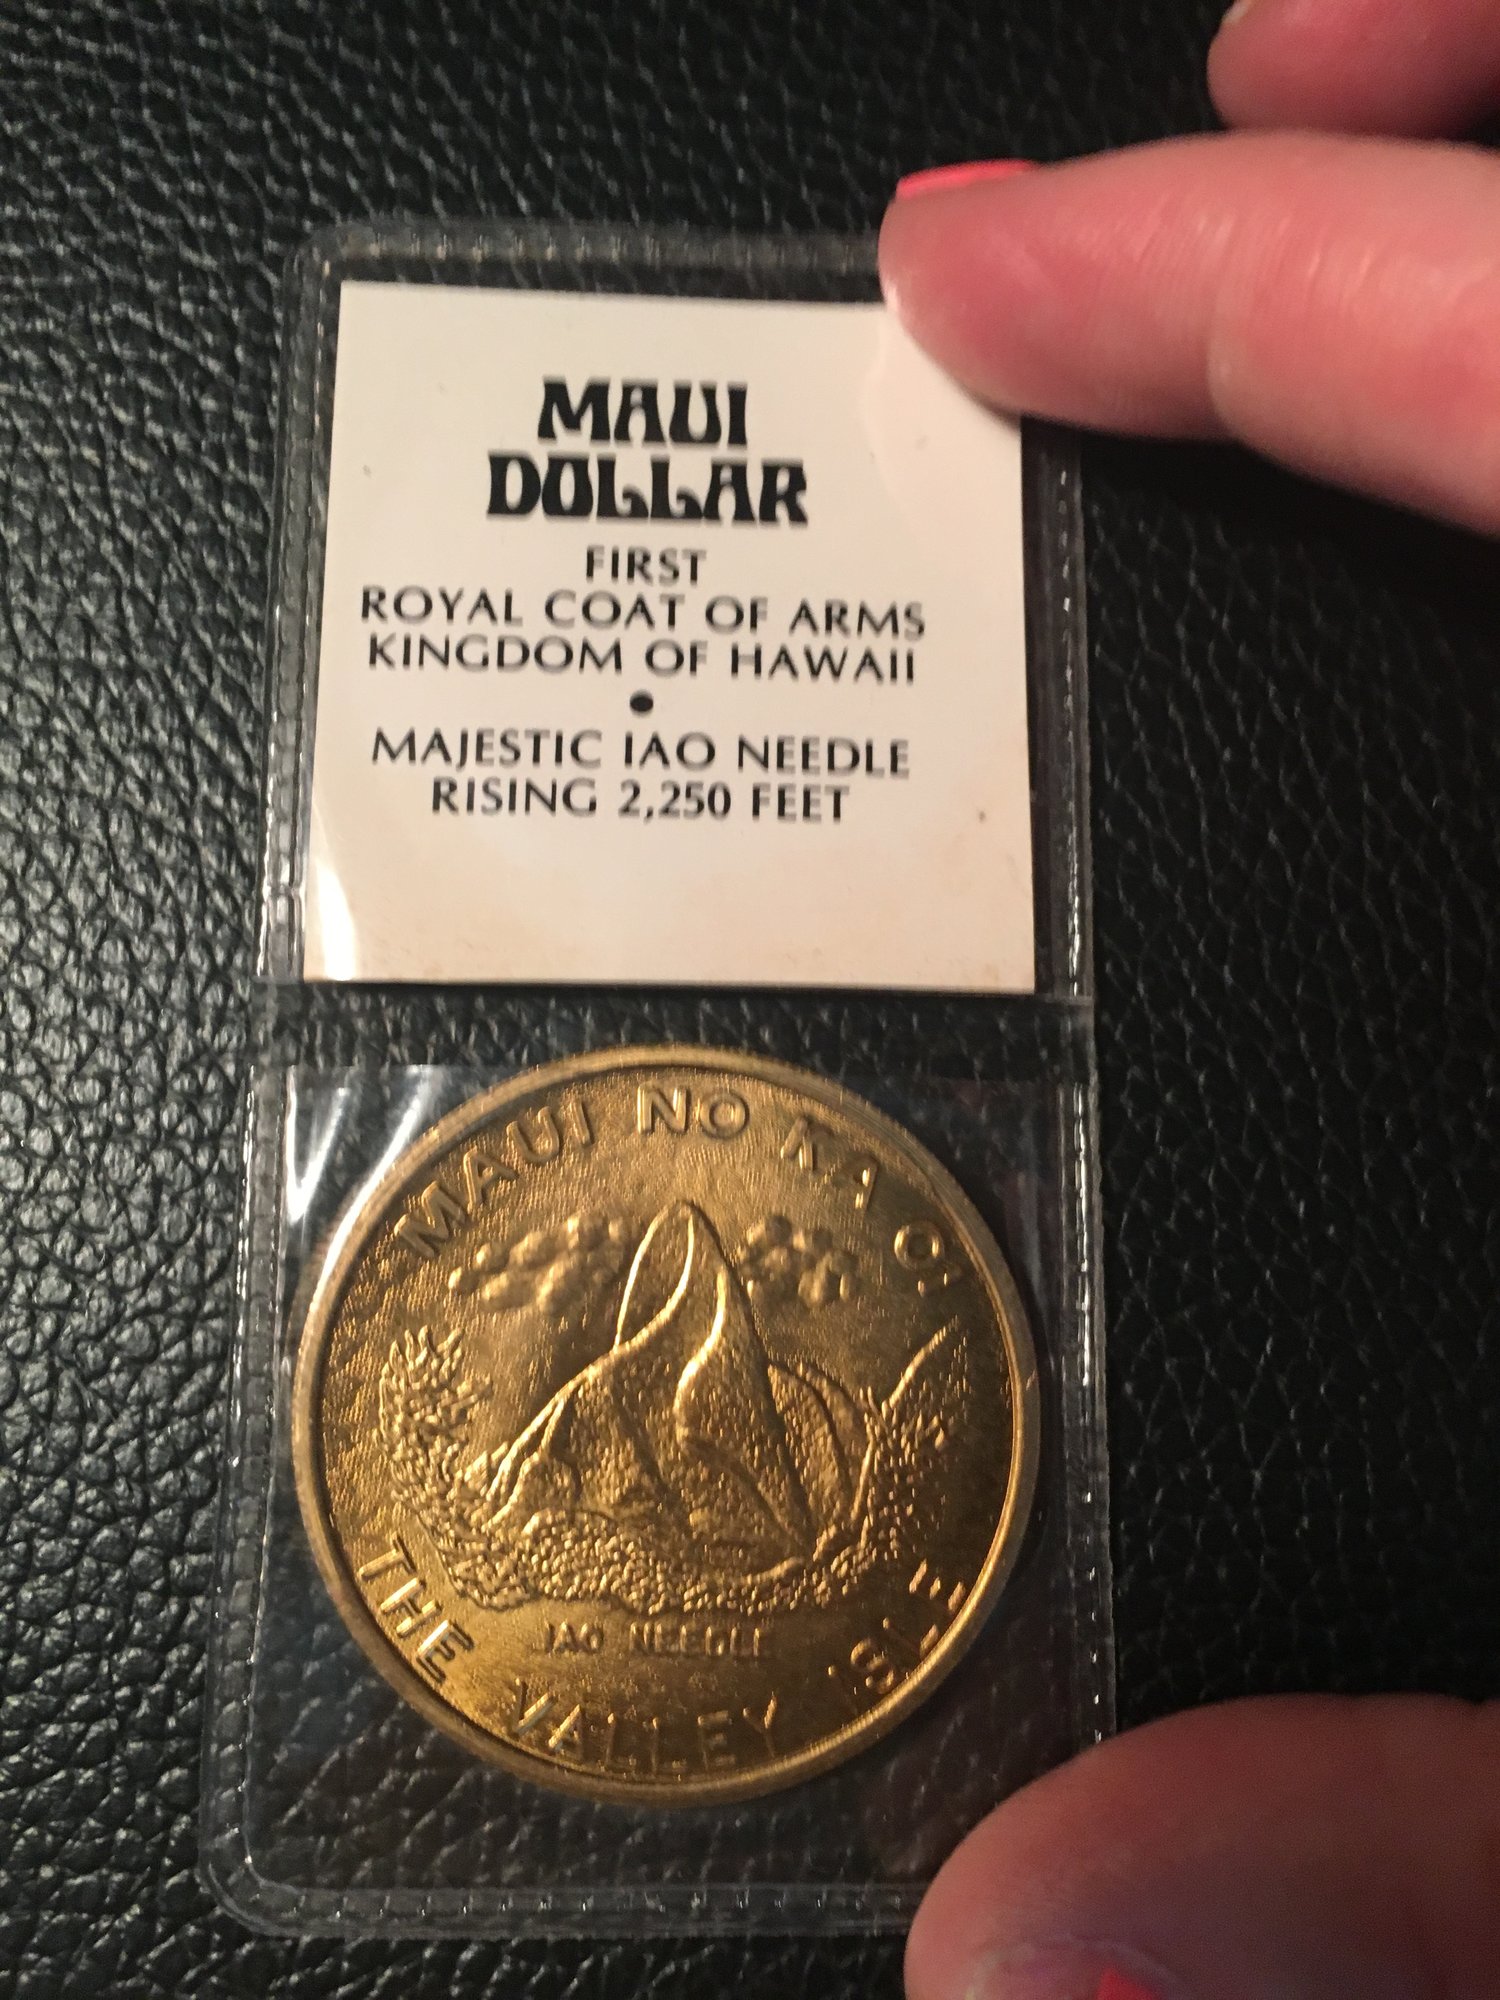 MAUI
DOLLAR
FIRST
ROYAL COAT OF ARMS
KINGDOM OF HAWAII
•
MAJESTIC IAO NEEDLE
RISING 2,250 FEET
MAUI NO KA OI
IAO NEEDLE
THE VALLEY ISLE